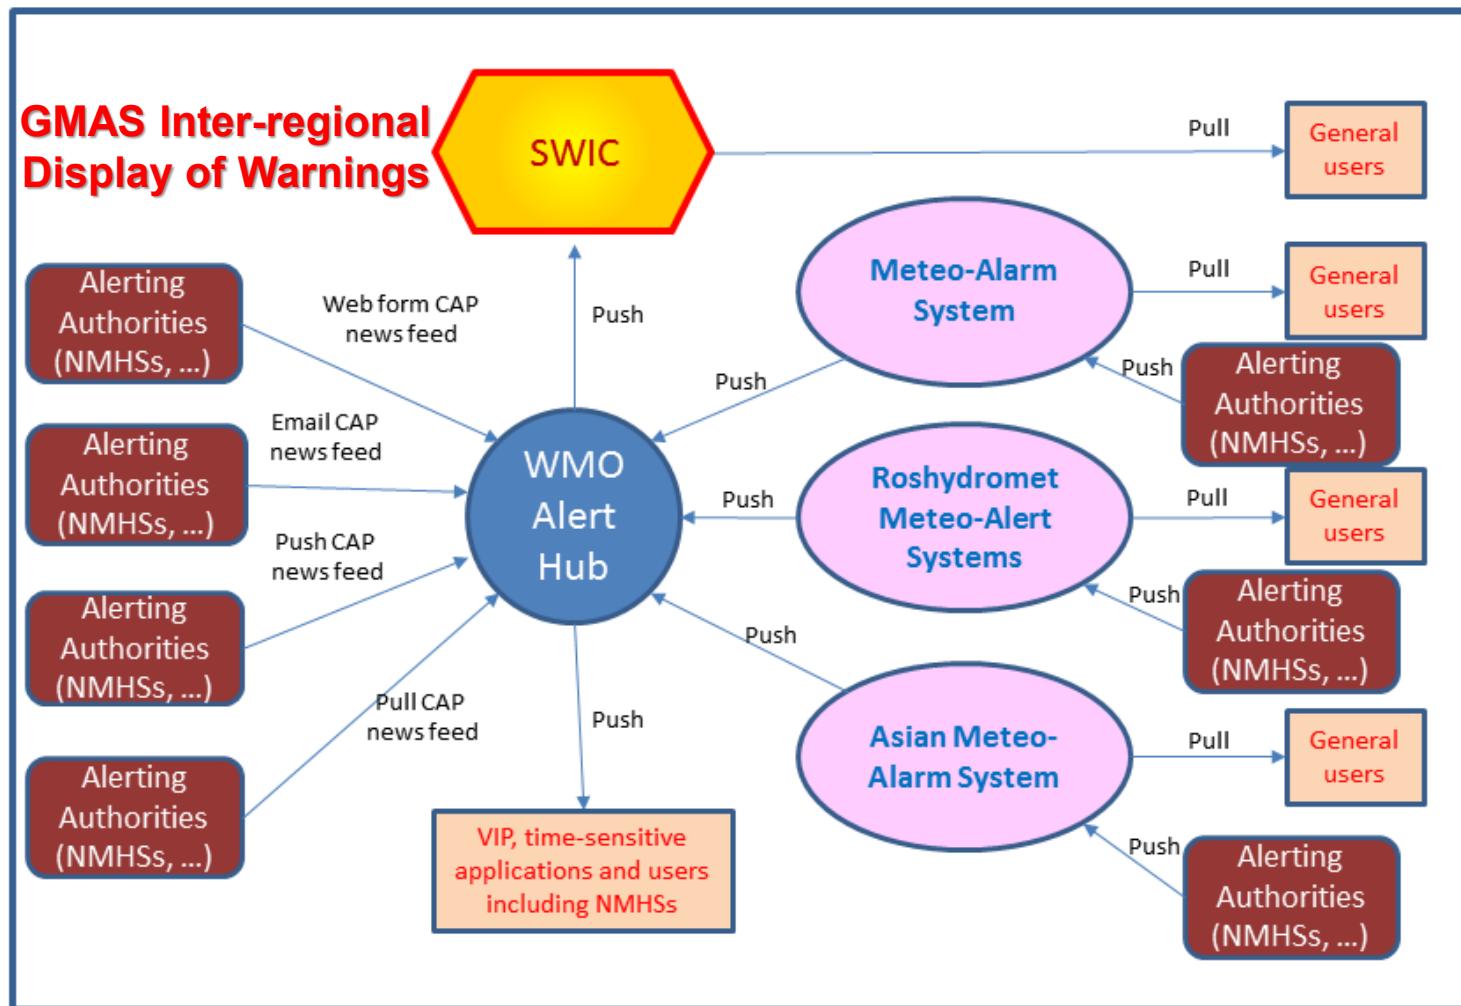 GMAS Inter-regional
Display of Warnings
SWIC
Pull
General
users
Alerting
Authorities
(NMHSs, ...)
Web form CAP
news feed
Push
Meteo-Alarm
System
Pull
General
users
Push
Alerting
Authorities
(NMHSs, ...)
Push
Alerting
Authorities
(NMHSs, ...)
Email CAP
news feed
WMO
Alert
Hub
Push
Roshydromet
Meteo-Alert
Systems
Pull
General
users
Push
Alerting
Authorities
(NMHSs, ...)
Alerting
Authorities
(NMHSs, ...)
Push CAP
news feed
Push
Asian Meteo-
Alarm System
Pull
General
users
Push
Alerting
Authorities
(NMHSs, ...)
Alerting
Authorities
(NMHSs, ...)
Pull CAP
news feed
Push
VIP, time-sensitive
applications and users
including NMHSs